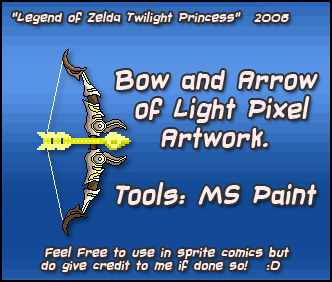 "Legend of Zelda Twilight Princess" 2006
Bow and Arrow
of Light Pixel
Artwork.
Tools: MS Paint
Feel Free to use in sprite comics but
do give credit to me if done so! :D